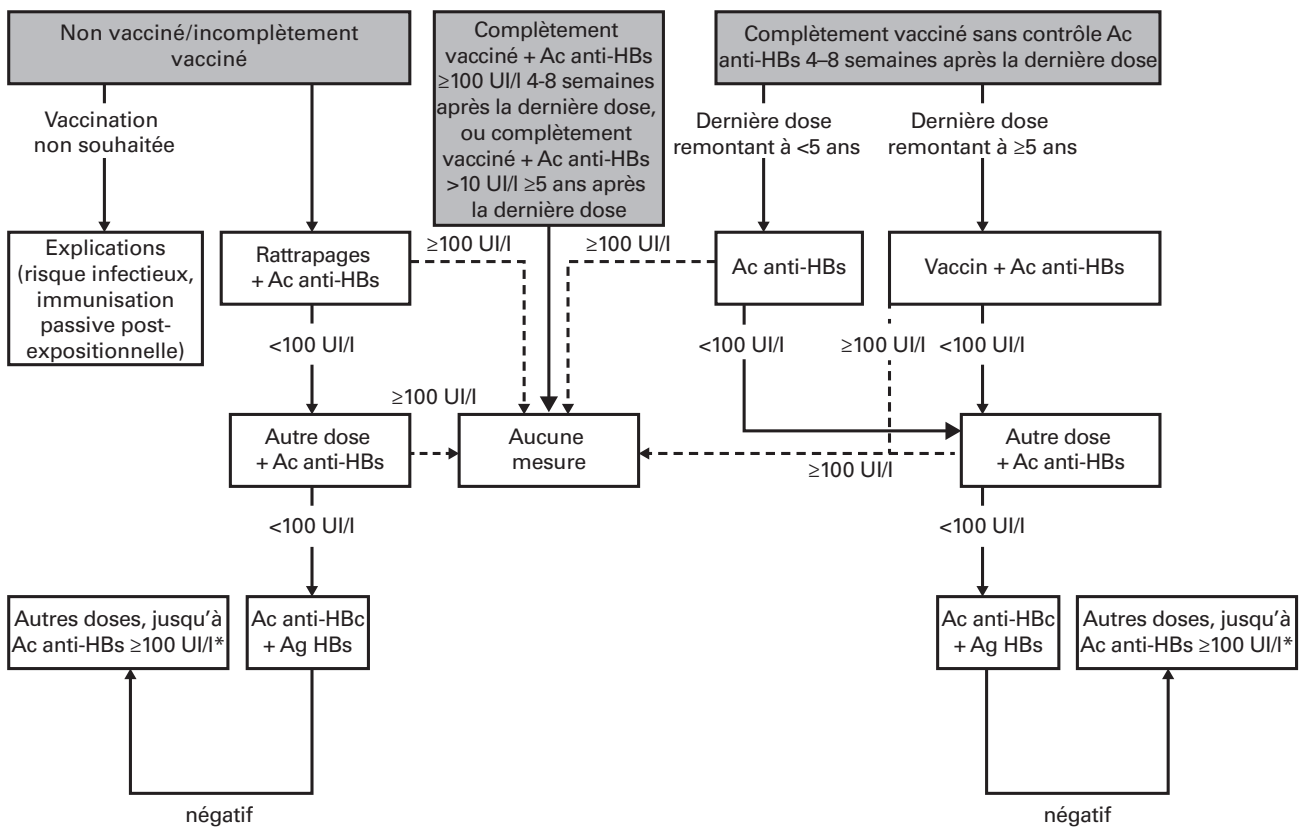 Non vacciné/incomplètement
vacciné
Complètement
vacciné + Ac anti-HBs
≥100 UI/l 4-8 semaines
après la dernière dose,
ou complètement
vacciné + Ac anti-HBs
>10 UI/l ≥5 ans après
la dernière dose
Complètement vacciné sans contrôle Ac
anti-HBs 4–8 semaines après la dernière dose
Vaccination
non souhaitée
Dernière dose
remontant à <5 ans
Dernière dose
remontant à ≥5 ans
Explications
(risque infectieux,
immunisation
passive post-
expositionnelle)
Rattrapages
+ Ac anti-HBs
≥100 UI/l
≥100 UI/l
Ac anti-HBs
Vaccin + Ac anti-HBs
<100 UI/l
<100 UI/l
≥100 UI/l
<100 UI/l
≥100 UI/l
Autre dose
+ Ac anti-HBs
Aucune
mesure
≥100 UI/l
Autre dose
+ Ac anti-HBs
<100 UI/l
<100 UI/l
Autres doses, jusqu'à
Ac anti-HBs ≥100 UI/l*
Ac anti-HBc
+ Ag HBs
Ac anti-HBc
+ Ag HBs
Autres doses, jusqu'à
Ac anti-HBs ≥100 UI/l*
négatif
négatif